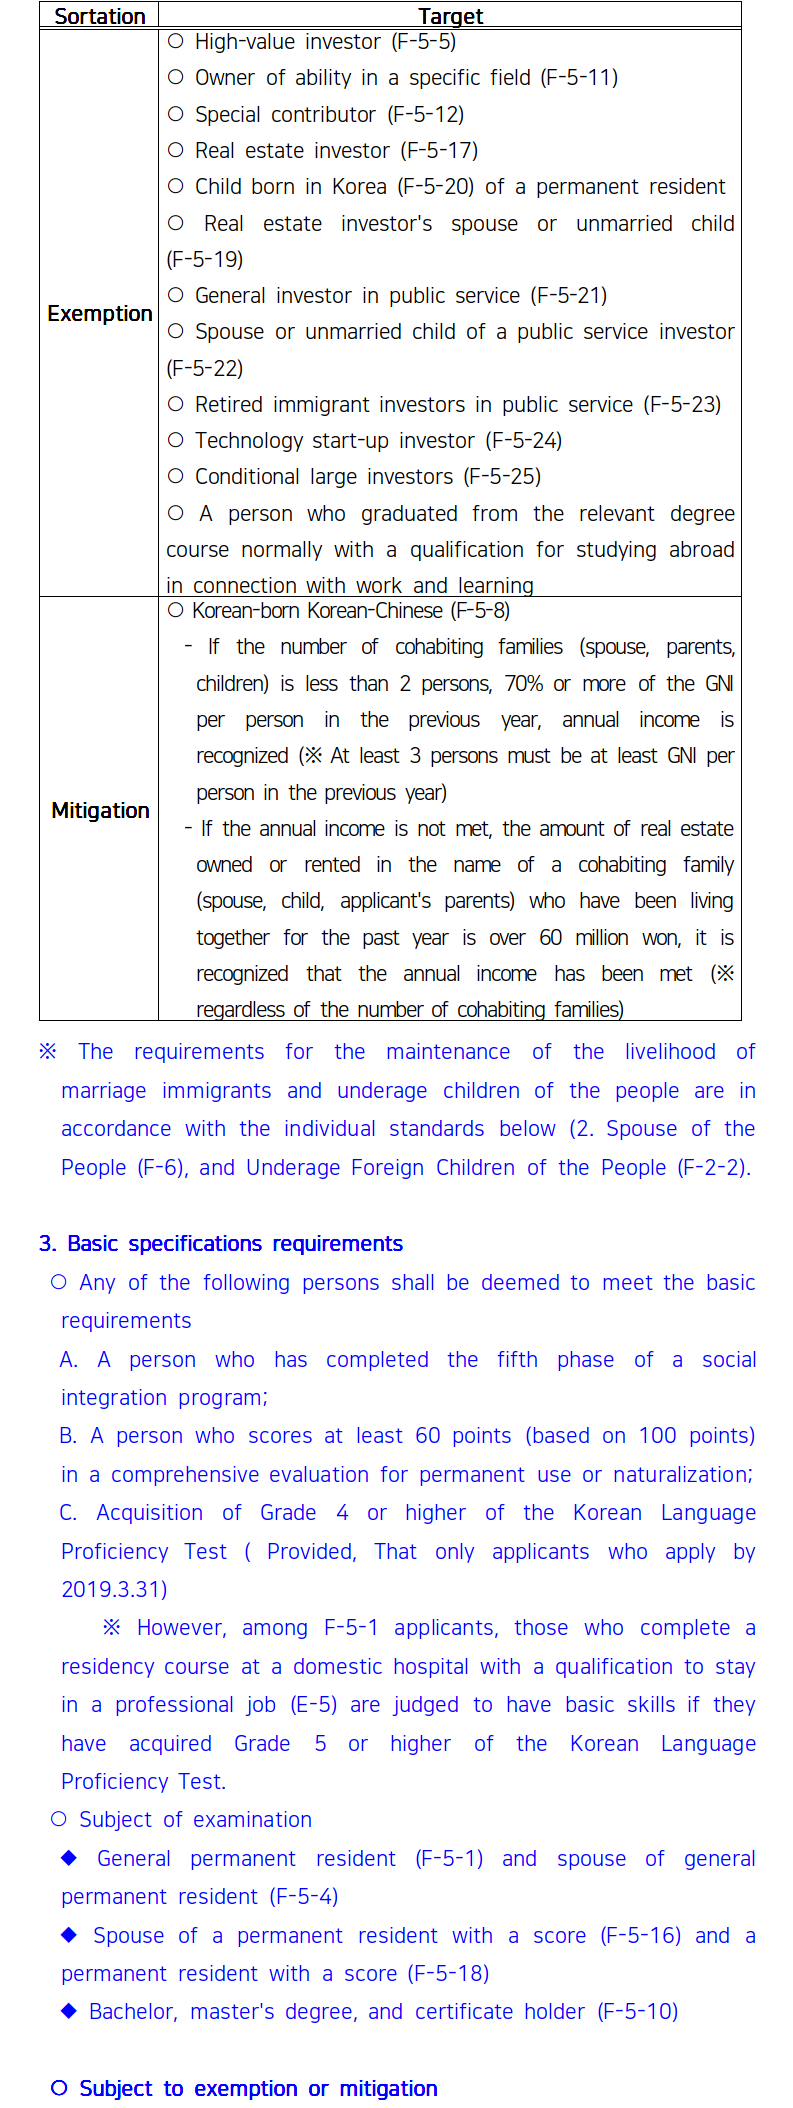 Sortation Target
○ High-value investor (F-5-5)
○ Owner of ability in a specific field (F-5-11)
○ Special contributor (F-5-12)
○ Real estate investor (F-5-17)
○ Child born in Korea (F-5-20) of a permanent resident
○ Real estate investor's spouse or unmarried child
(F-5-19)
○ General investor in public service (F-5-21)
Exemption
○ Spouse or unmarried child of a public service investor
(F-5-22)
○ Retired immigrant investors in public service (F-5-23)
○ Technology start-up investor (F-5-24)
○ Conditional large investors (F-5-25)
○ A person who graduated from the relevant degree
course normally with a qualification for studying abroad
in connection with work and learning
○ Korean-born Korean-Chinese (F-5-8)
- If the number of cohabiting families (spouse, parents,
children) is less than 2 persons, 70% or more of the GNI
per person in the previous year, annual income is
recognized (※ At least 3 persons must be at least GNI per
person in the previous year)
Mitigation
- If the annual income is not met, the amount of real estate
owned or rented in the name of a cohabiting family
(spouse, child, applicant's parents) who have been living
together for the past year is over 60 million won, it is
recognized that the annual income has been met (※
regardless of the number of cohabiting families)
※ The requirements for the maintenance of the livelihood of
marriage immigrants and underage children of the people are in
accordance with the individual standards below (2. Spouse of the
People (F-6), and Underage Foreign Children of the People (F-2-2).
3. Basic specifications requirements
○ Any of the following persons shall be deemed to meet the basic
requirements
A. A person who has completed the fifth phase of a social
integration program;
B. A person who scores at least 60 points (based on 100 points)
in a comprehensive evaluation for permanent use or naturalization;
C. Acquisition of Grade 4 or higher of the Korean Language
Proficiency Test ( Provided, That only applicants who apply by
2019.3.31)
※ However, among F-5-1 applicants, those who complete a
residency course at a domestic hospital with a qualification to stay
in a professional job (E-5) are judged to have basic skills if they
have acquired Grade 5 or higher of the Korean Language
Proficiency Test.
○ Subject of examination
◆ General permanent resident (F-5-1) and spouse of general
permanent resident (F-5-4)
◆ Spouse of a permanent resident with a score (F-5-16) and a
permanent resident with a score (F-5-18)
◆ Bachelor, master's degree, and certificate holder (F-5-10)
○ Subject to exemption or mitigation